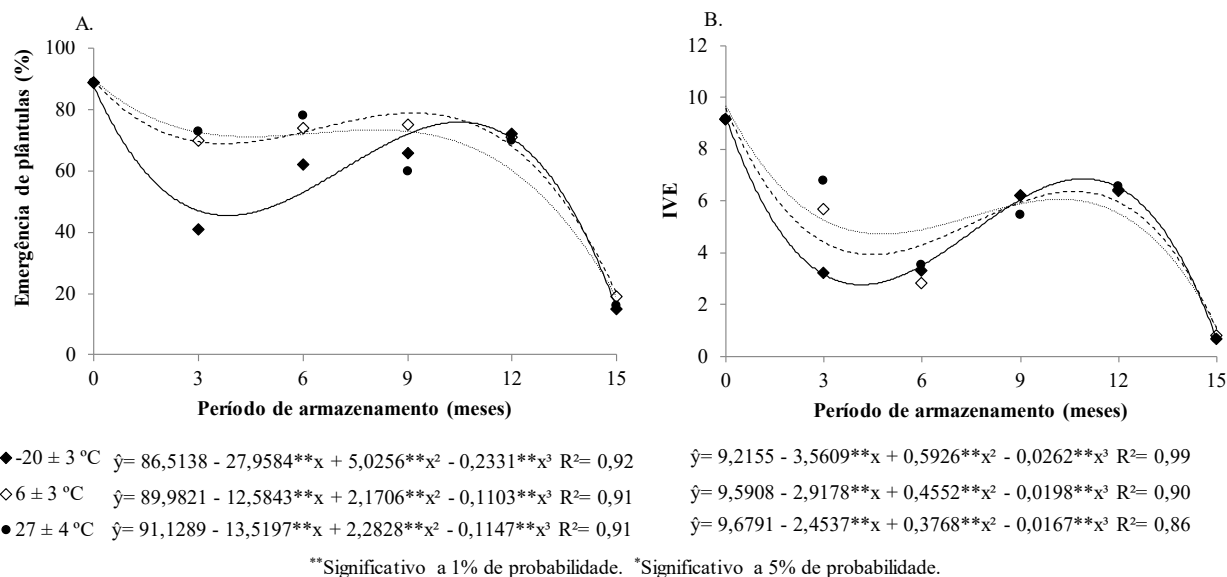 A.
Emergência de plântulas (%)
100
80
60
40
20
0
0 3 6 9 12 15
Período de armazenamento (meses)
B.
IVE
12
10
8
6
4
2
0
0 3 6 9 12 15
Período de armazenamento (meses)
-20 ± 3 ºC ŷ= 86,5138 - 27,9584**x + 5,0256**x² - 0,2331**x³ R²= 0,92
ŷ= 9,2155 - 3,5609**x + 0,5926**x² - 0,0262**x³ R²= 0,99
6 ± 3 ºC ŷ= 89,9821 - 12,5843**x + 2,1706**x² - 0,1103**x³ R²= 0,91
ŷ= 9,5908 - 2,9178**x + 0,4552**x² - 0,0198**x³ R²= 0,90
27 ± 4 ºC ŷ= 91,1289 - 13,5197**x + 2,2828**x² - 0,1147**x³ R²= 0,91
ŷ= 9,6791 - 2,4537**x + 0,3768**x² - 0,0167**x³ R²= 0,86
**Significativo a 1% de probabilidade. *Significativo a 5% de probabilidade.